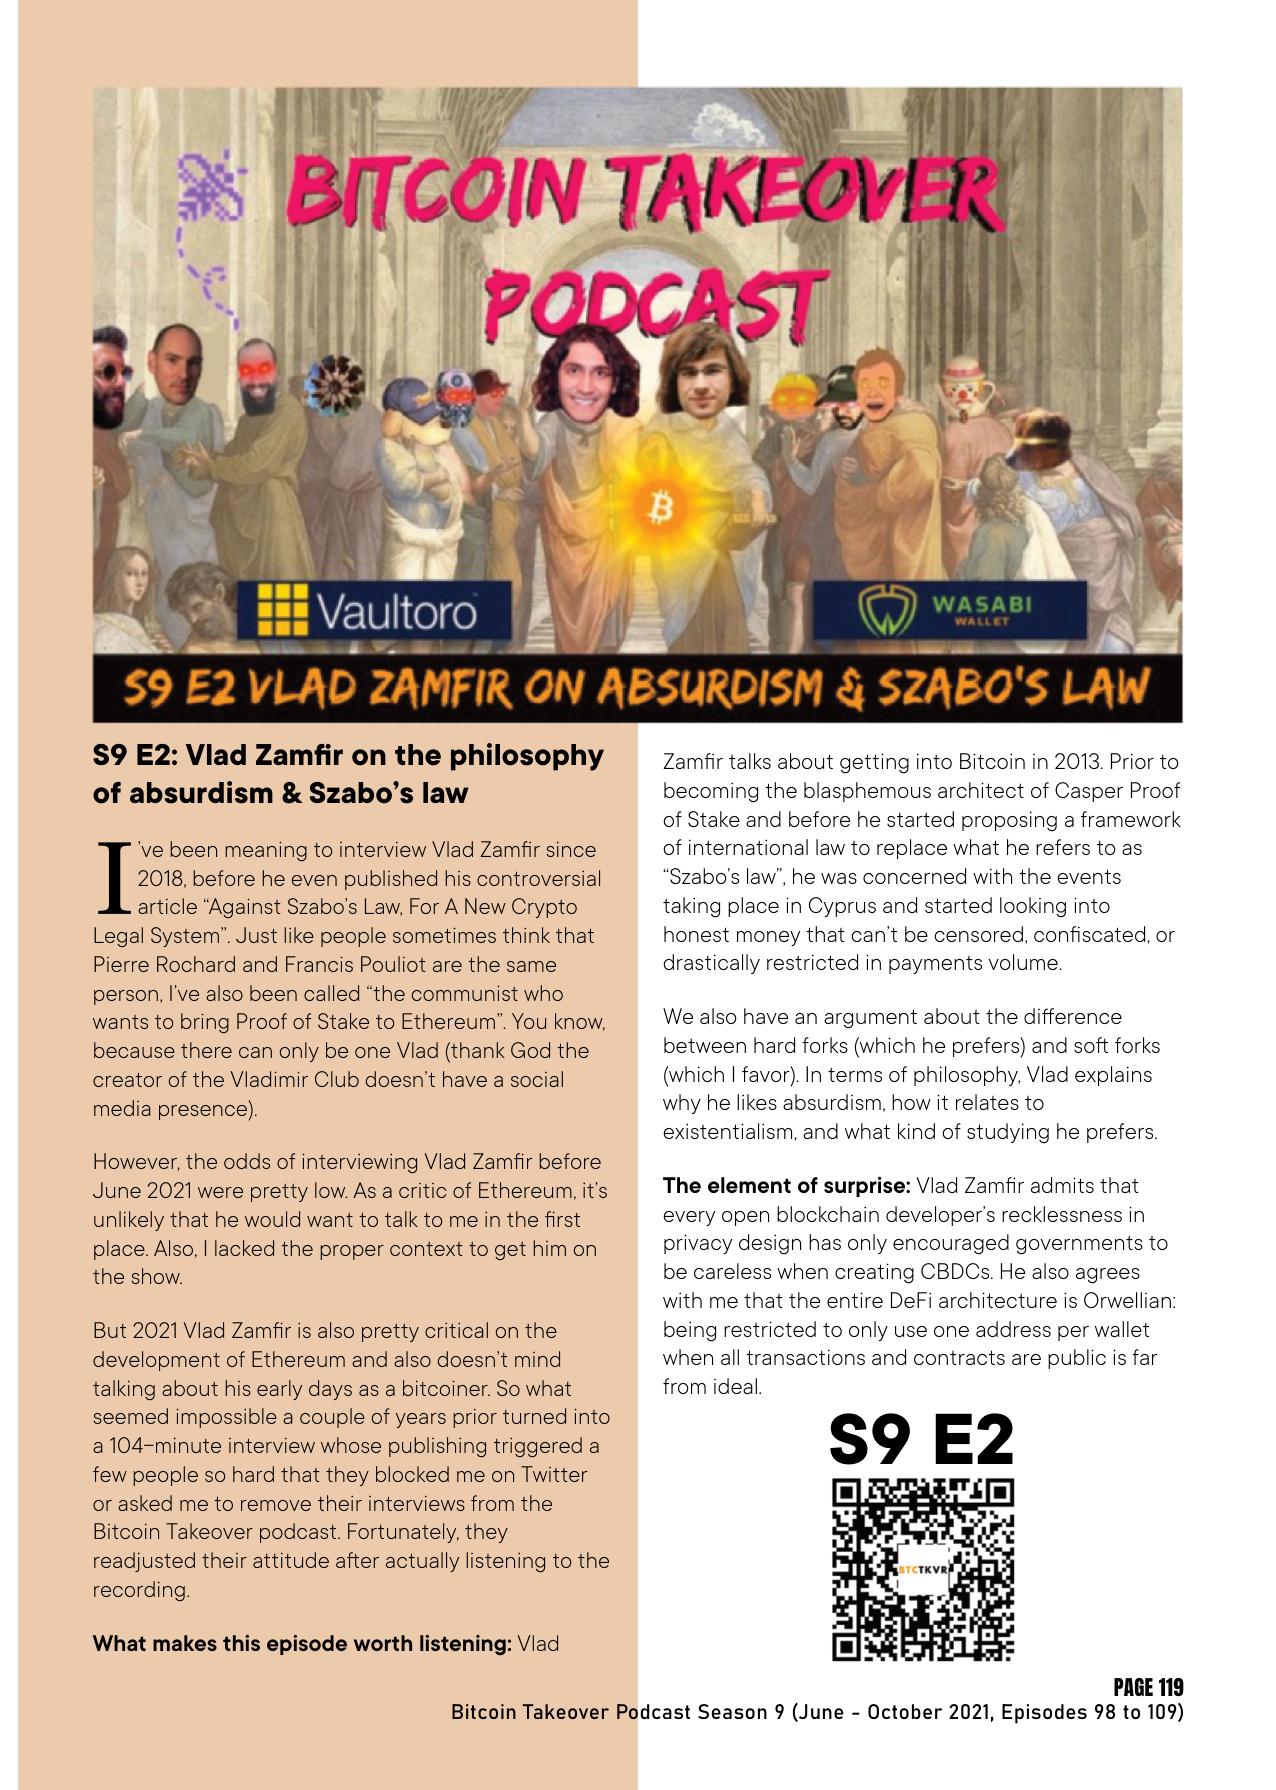 BITCOIN TAKEOVER
PODCAST
Vaultoro
WASABI
WALLET
S9 E2 VLAD ZAMFIR ON ABSURDISM & SZABO'S LAW
S9 E2: Vlad Zamfir on the philosophy
of absurdism & Szabo’s law
I’ve been meaning to interview Vlad Zamfir since
2018, before he even published his controversial
article “Against Szabo’s Law, For A New Crypto
Legal System”. Just like people sometimes think that
Pierre Rochard and Francis Pouliot are the same
person, I’ve also been called “the communist who
wants to bring Proof of Stake to Ethereum”. You know,
because there can only be one Vlad (thank God the
creator of the Vladimir Club doesn’t have a social
media presence).
However, the odds of interviewing Vlad Zamfir before
June 2021 were pretty low. As a critic of Ethereum, it’s
unlikely that he would want to talk to me in the first
place. Also, I lacked the proper context to get him on
the show.
But 2021 Vlad Zamfir is also pretty critical on the
development of Ethereum and also doesn’t mind
talking about his early days as a bitcoiner. So what
seemed impossible a couple of years prior turned into
a 104–minute interview whose publishing triggered a
few people so hard that they blocked me on Twitter
or asked me to remove their interviews from the
Bitcoin Takeover podcast. Fortunately, they
readjusted their attitude after actually listening to the
recording.
What makes this episode worth listening: Vlad
Zamfir talks about getting into Bitcoin in 2013. Prior to
becoming the blasphemous architect of Casper Proof
of Stake and before he started proposing a framework
of international law to replace what he refers to as
“Szabo’s law”, he was concerned with the events
taking place in Cyprus and started looking into
honest money that can’t be censored, confiscated, or
drastically restricted in payments volume.
We also have an argument about the difference
between hard forks (which he prefers) and soft forks
(which I favor). In terms of philosophy, Vlad explains
why he likes absurdism, how it relates to
existentialism, and what kind of studying he prefers.
The element of surprise: Vlad Zamfir admits that
every open blockchain developer’s recklessness in
privacy design has only encouraged governments to
be careless when creating CBDCs. He also agrees
with me that the entire DeFi architecture is Orwellian:
being restricted to only use one address per wallet
when all transactions and contracts are public is far
from ideal.
S9 E2
BTCTKVR
PAGE 119
Bitcoin Takeover Podcast Season 9 (June - October 2021, Episodes 98 to 109)